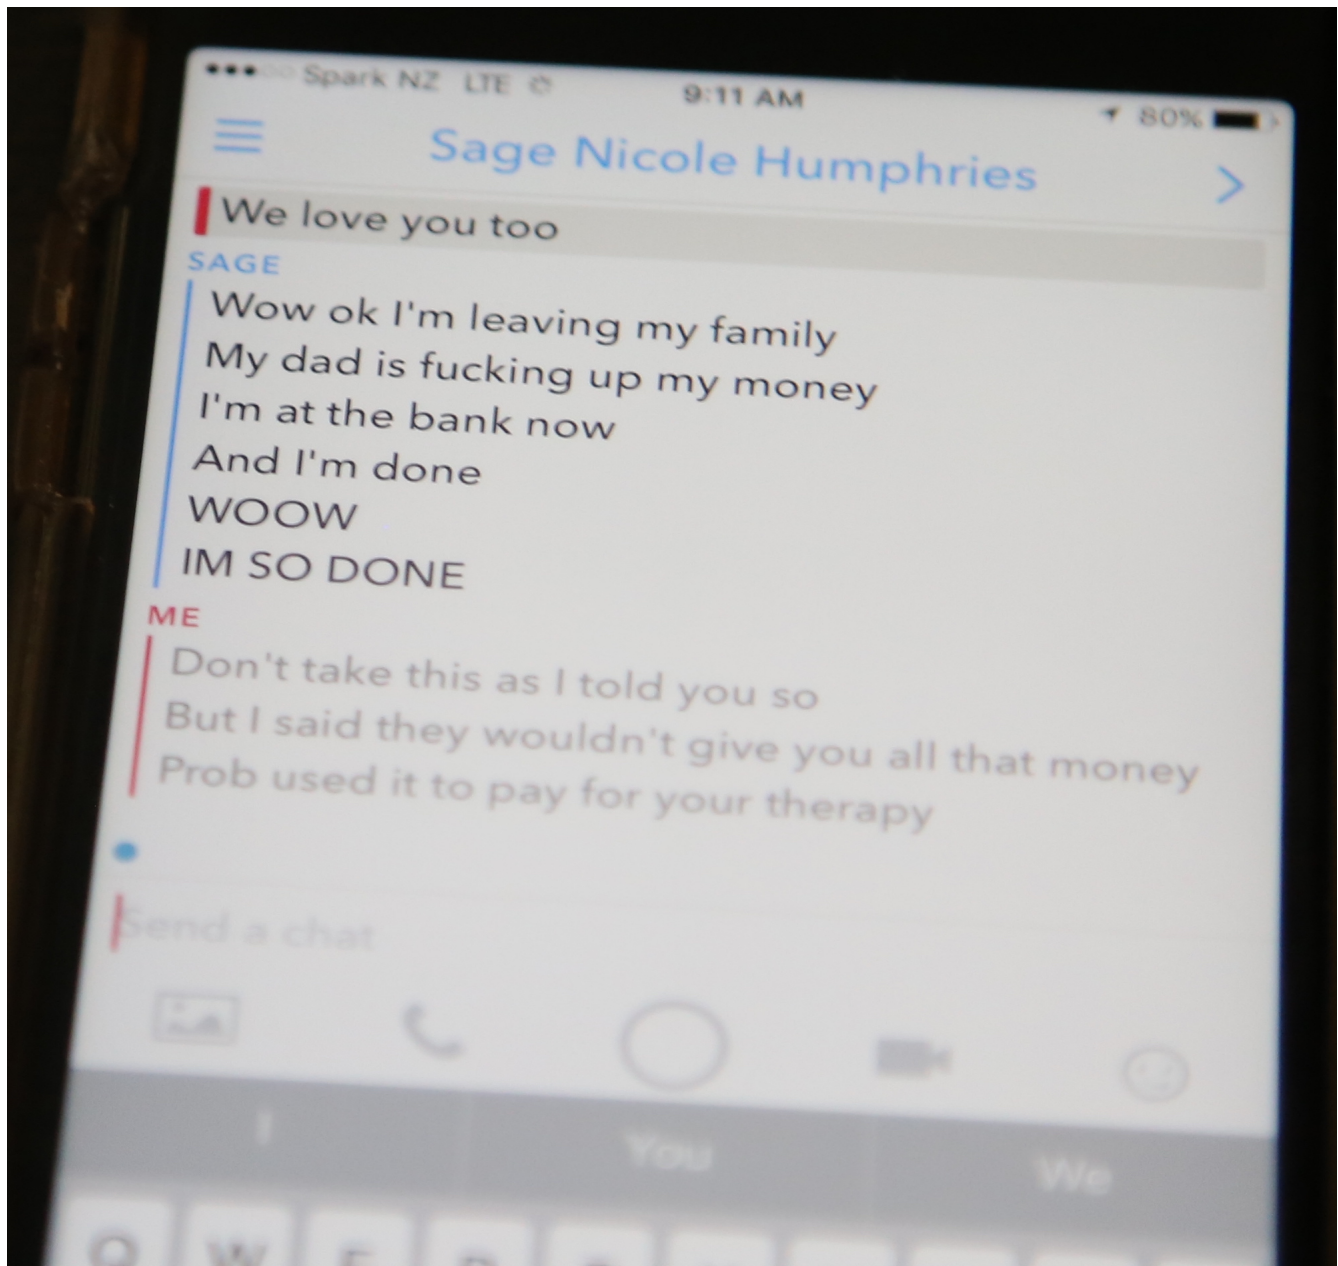 Spark NZ LTE 9:11 AM 80%
Sage Nicole Humphries
We love you too
SAGE
Wow ok I'm leaving my family
My dad is fucking up my money
I'm at the bank now
And I'm done
WOOW
IM SO DONE
ME
Don't take this as I told you so
But I said they wouldn't give you all that money
Prob used it to pay for your therapy
Send a chat
I You We
Q W E R